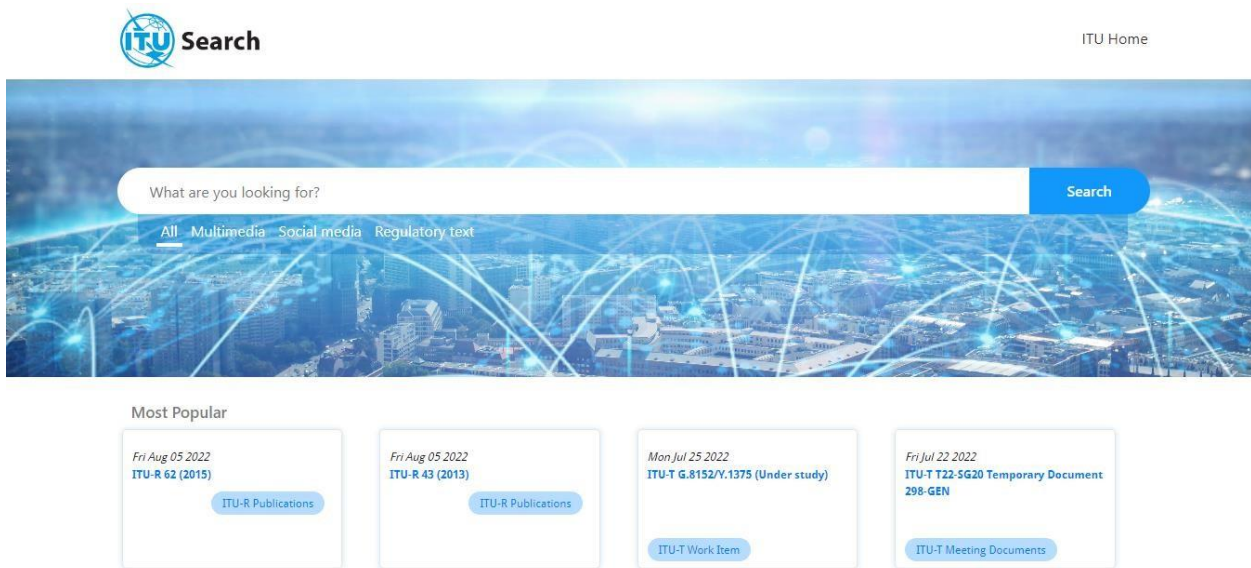 ITU Search
ITU Home
What are you looking for?
Search
All Multimedia Social media Regulatory text
Most Popular
Fri Aug 05 2022
ITU-R 62 (2015)
ITU-R Publications
Fri Aug 05 2022
ITU-R 43 (2013)
ITU-R Publications
Mon Jul 25 2022
ITU-T G.8152/Y.1375 (Under study)
ITU-T Work Item
Fri Jul 22 2022
ITU-T T22-SG20 Temporary Document
298-GEN
ITU-T Meeting Documents